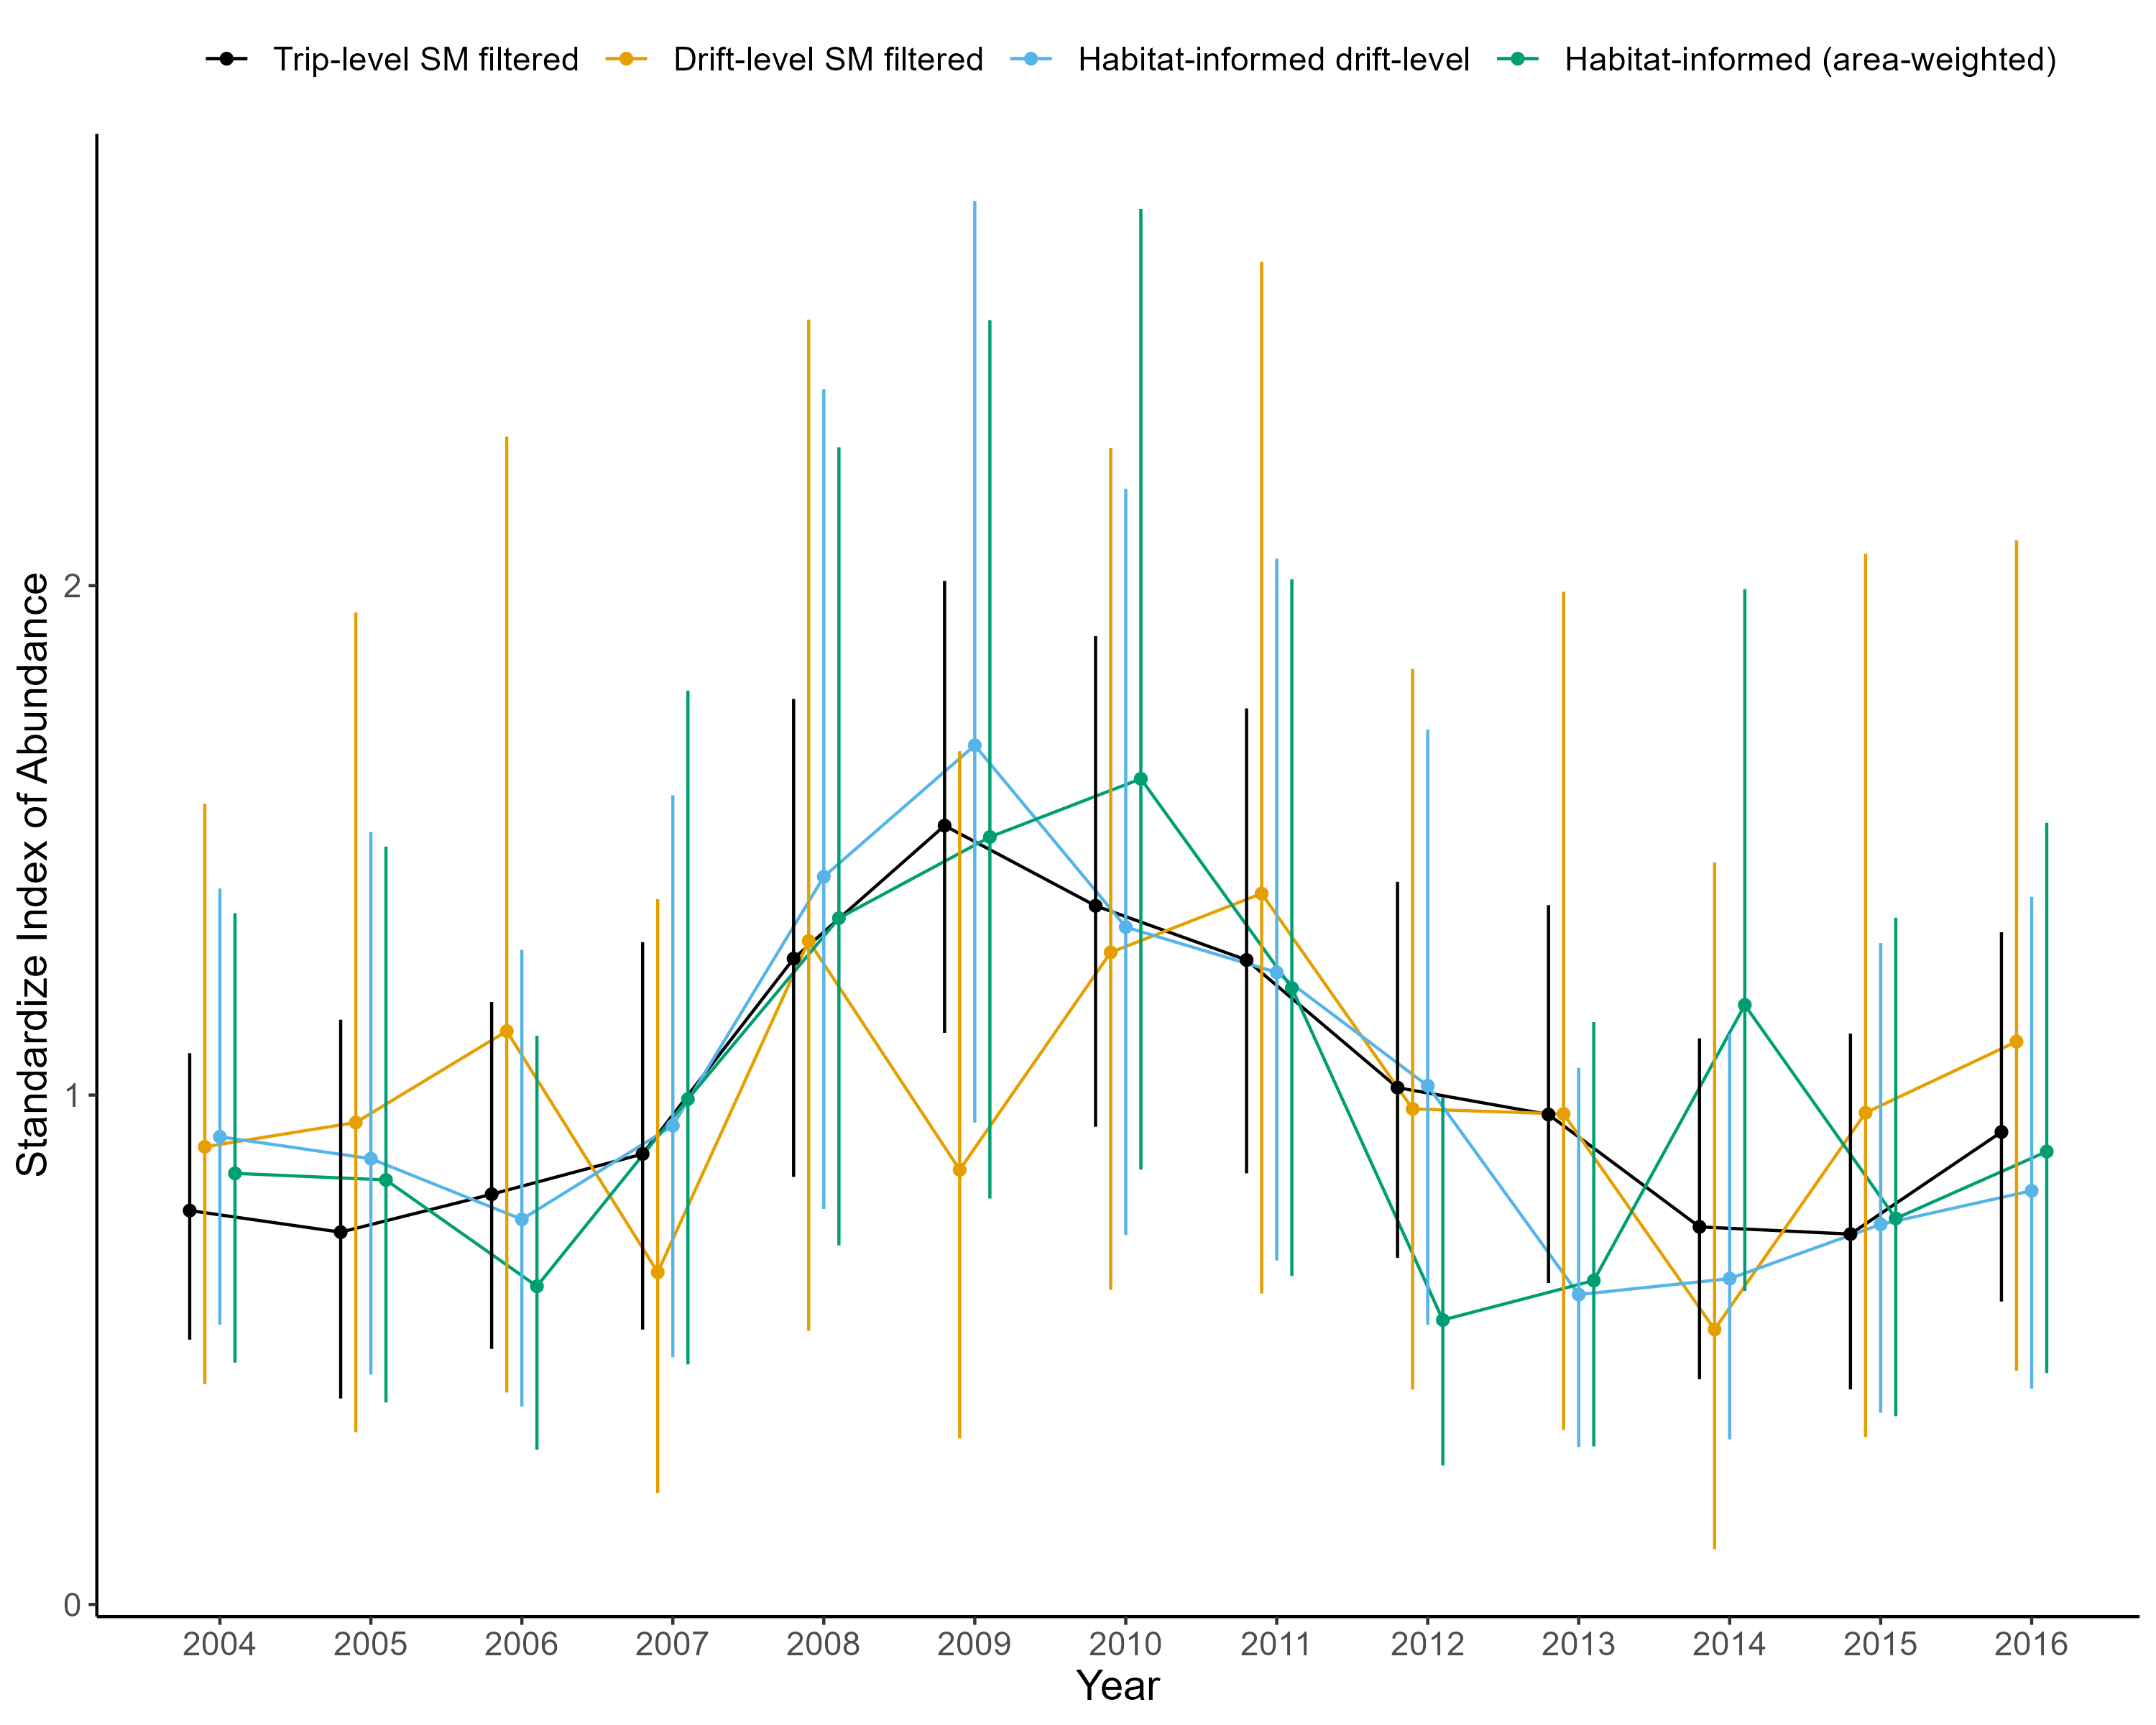 Trip-level SM filtered Drift-level SM filtered Habitat-informed drift-level Habitat-informed (area-weighted)
Standardize Index of Abundance
2
1
0
2004 2005 2006 2007 2008 2009 2010 2011 2012 2013 2014 2015 2016
Year